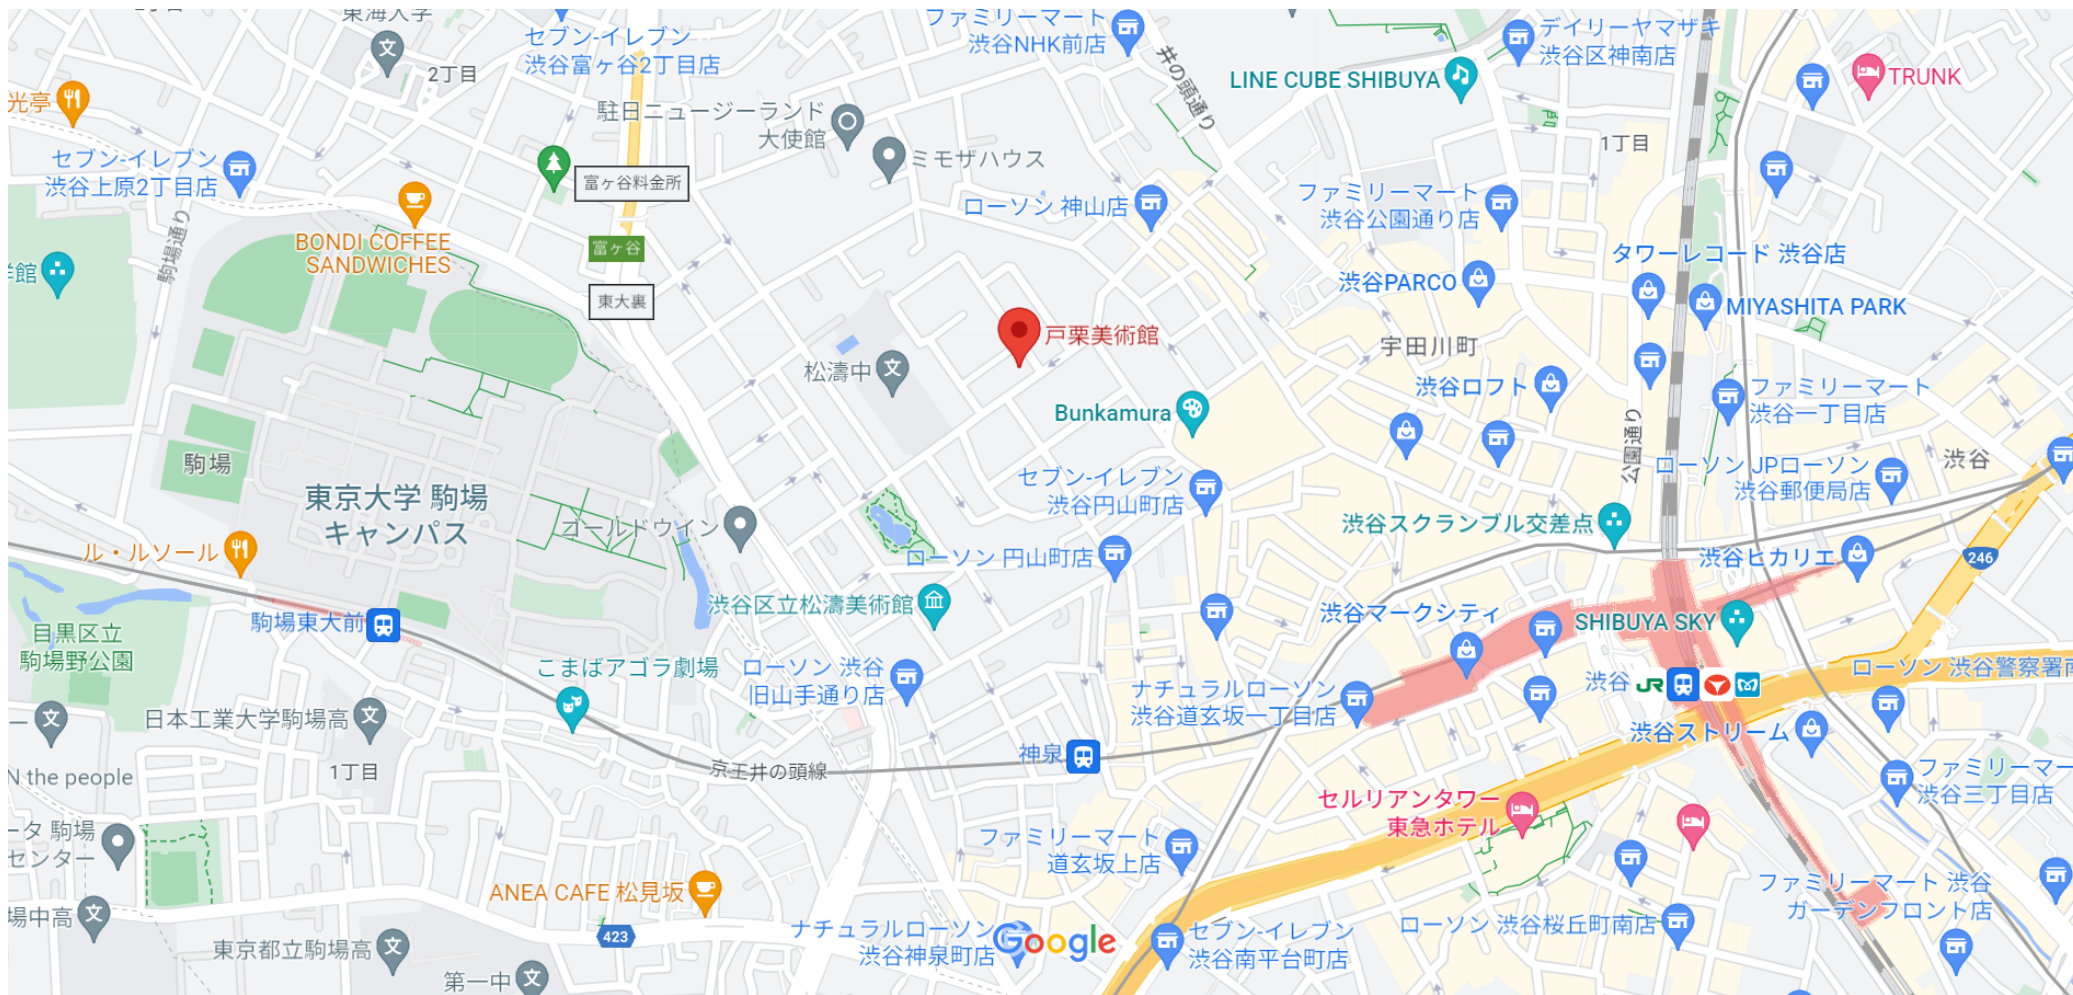 東海大学
2丁目
セブン-イレブン
渋谷富ヶ谷2丁目店
ファミリーマート
渋谷NHK前店
井の頭通り
デイリーヤマザキ
渋谷区神南店
LINE CUBE SHIBUYA
TRUNK
光亭
駐日ニュージーランド
大使館
ミモザハウス
1丁目
セブン-イレブン
渋谷上原2丁目店
富ヶ谷料金所
ローソン 神山店
ファミリーマート
渋谷公園通り店
駒場通り
BONDI COFFEE
SANDWICHES
富ヶ谷
東大裏
タワーレコード 渋谷店
渋谷PARCO
MIYASHITA PARK
戸栗美術館
宇田川町
松濤中
渋谷ロフト
ファミリーマート
渋谷一丁目店
Bunkamura
公園通り
駒場
東京大学 駒場
キャンパス
セブン-イレブン
渋谷円山町店
ローソン JPローソン
渋谷郵便局店
渋谷
ゴールドウイン
渋谷スクランブル交差点
ル・ルソール
ローソン 円山町店
渋谷ヒカリエ
246
駒場東大前
渋谷区立松濤美術館
渋谷マークシティ
SHIBUYA SKY
目黒区立
駒場野公園
こまばアゴラ劇場
ローソン 渋谷
旧山手通り店
ナチュラルローソン
渋谷道玄坂一丁目店
渋谷
JR
ローソン 渋谷警察署南
日本工業大学駒場高
渋谷ストリーム
神泉
京王井の頭線
1丁目
N the people
ファミリーマー
渋谷三丁目店
セルリアンタワー
東急ホテル
ータ 駒場
センター
ファミリーマート
道玄坂上店
ANEA CAFE 松見坂
ファミリーマート 渋谷
ガーデンフロント店
場中高
423
東京都立駒場高
ナチュラルローソン
渋谷神泉町店
Google
セブン-イレブン
渋谷南平台町店
ローソン 渋谷桜丘町南店
第一中